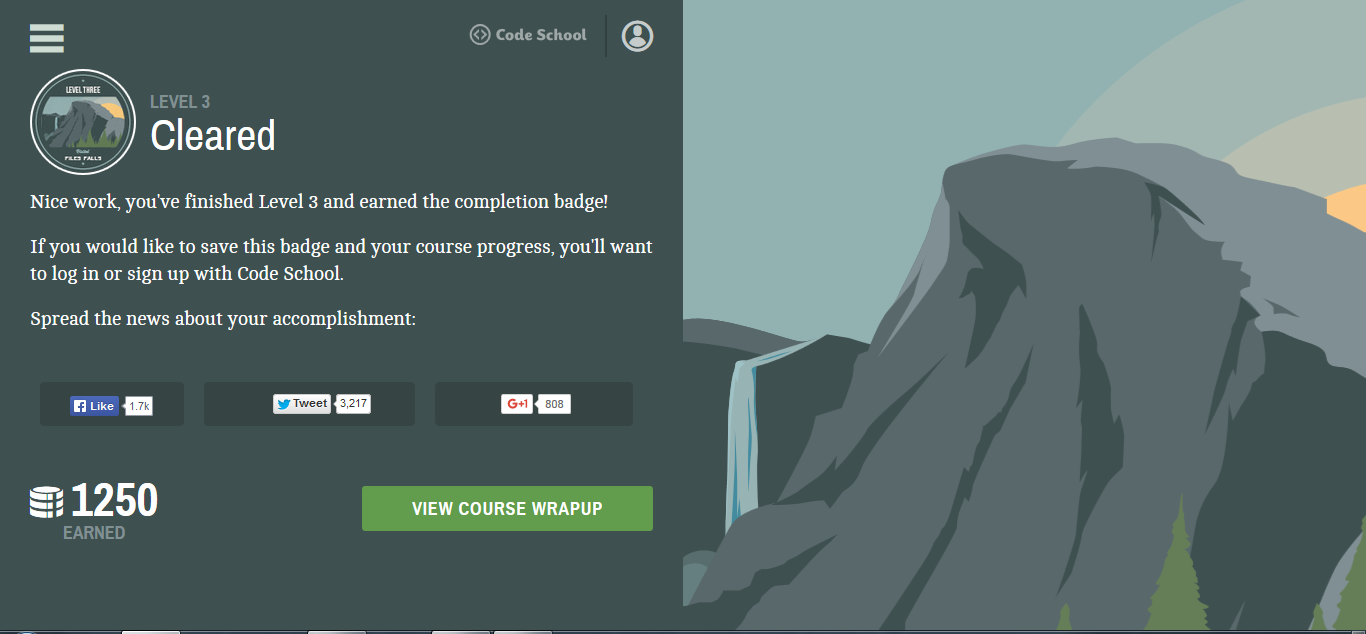 Code School
LEVEL THREE
Visited
FILES FALLS
LEVEL 3
Cleared
Nice work, you've finished Level 3 and earned the completion badge!
If you would like to save this badge and your course progress, you'll want
to log in or sign up with Code School.
Spread the news about your accomplishment:
Like 1.7k
Tweet 3,217
G+1 808
1250
EARNED
VIEW COURSE WRAPUP